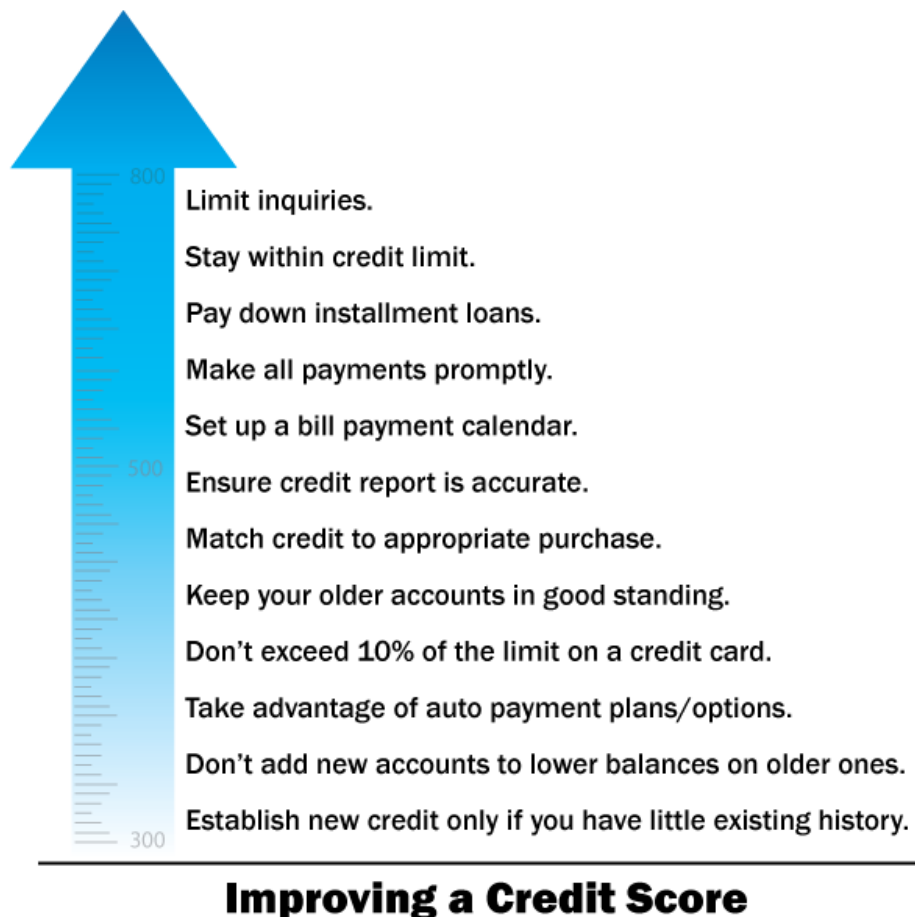 800
Limit inquiries.
Stay within credit limit.
Pay down installment loans.
Make all payments promptly.
Set up a bill payment calendar.
500
Ensure credit report is accurate.
Match credit to appropriate purchase.
Keep your older accounts in good standing.
Don’t exceed 10% of the limit on a credit card.
Take advantage of auto payment plans/options.
Don’t add new accounts to lower balances on older ones.
Establish new credit only if you have little existing history.
300
Improving a Credit Score